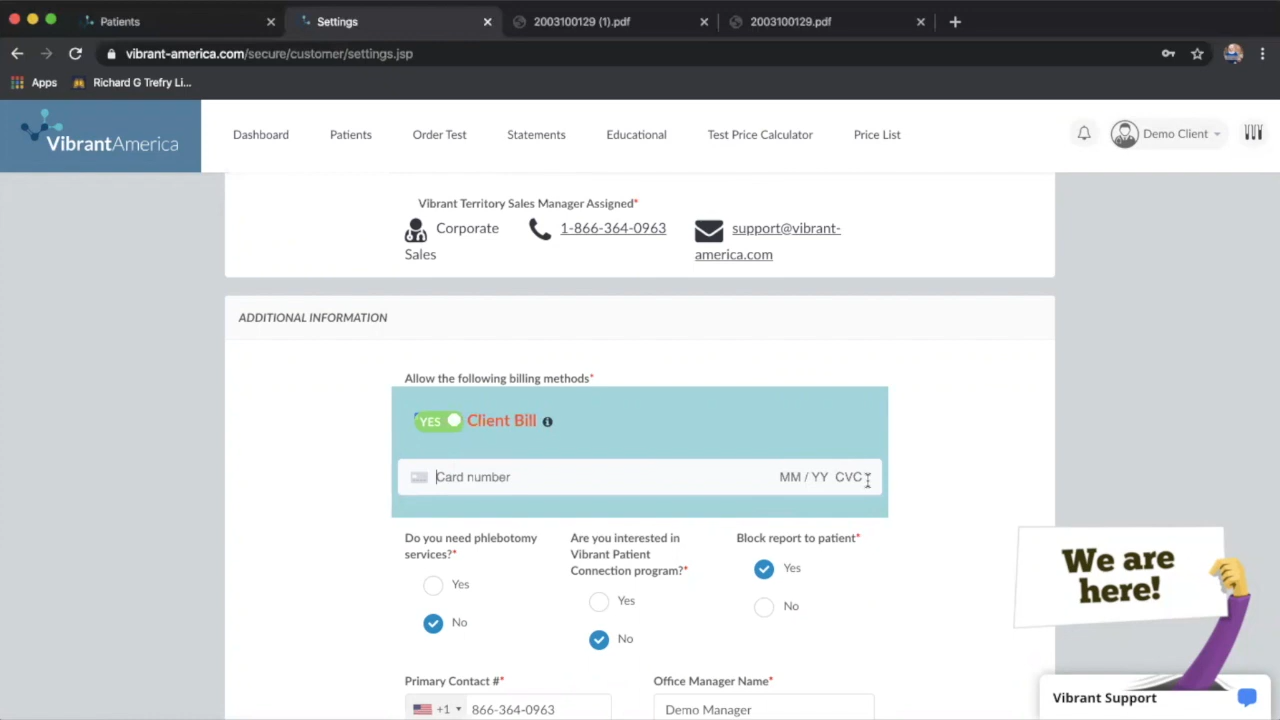 Patients
Settings
2003100129 (1).pdf
2003100129.pdf
vibrant-america.com/secure/customer/settings.jsp
Apps
Richard G Trefry Li...
VibrantAmerica
Dashboard
Patients
Order Test
Statements
Educational
Test Price Calculator
Price List
Demo Client
Vibrant Territory Sales Manager Assigned*
Corporate Sales
1-866-364-0963
support@vibrant-
america.com
ADDITIONAL INFORMATION
Allow the following billing methods*
YES Client Bill
Card number
MM / YY CVC
Do you need phlebotomy
services?*
Yes
No
Are you interested in
Vibrant Patient
Connection program?*
Yes
No
Block report to patient*
Yes
No
We are
here!
Primary Contact #*
+1 866-364-0963
Office Manager Name*
Demo Manager
Vibrant Support